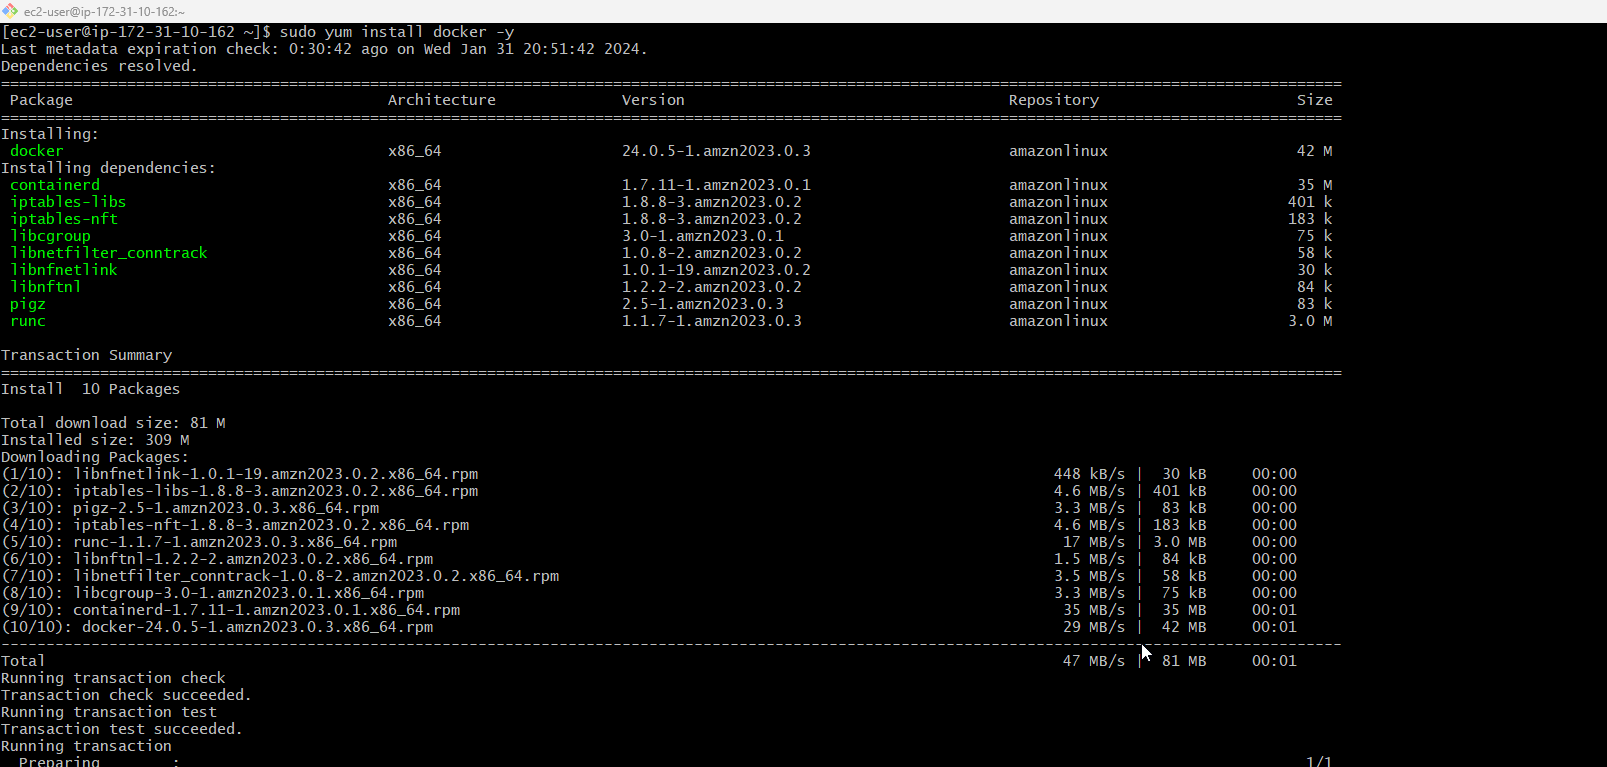 ec2-user@ip-172-31-10-162:~
[ec2-user@ip-172-31-10-162 ~]$ sudo yum install docker -y
Last metadata expiration check: 0:30:42 ago on Wed Jan 31 20:51:42 2024.
Dependencies resolved.
================================================================================
Package Architecture Version Repository Size
================================================================================
Installing:
docker x86_64 24.0.5-1.amzn2023.0.3 amazonlinux 42 M
Installing dependencies:
containerd x86_64 1.7.11-1.amzn2023.0.1 amazonlinux 35 M
iptables-libs x86_64 1.8.8-3.amzn2023.0.2 amazonlinux 401 k
iptables-nft x86_64 1.8.8-3.amzn2023.0.2 amazonlinux 183 k
libcgroup x86_64 3.0-1.amzn2023.0.1 amazonlinux 75 k
libnetfilter_conntrack x86_64 1.0.8-2.amzn2023.0.2 amazonlinux 58 k
libnfnetlink x86_64 1.0.1-19.amzn2023.0.2 amazonlinux 30 k
libnftnl x86_64 1.2.2-2.amzn2023.0.2 amazonlinux 84 k
pigz x86_64 2.5-1.amzn2023.0.3 amazonlinux 83 k
runc x86_64 1.1.7-1.amzn2023.0.3 amazonlinux 3.0 M
Transaction Summary
================================================================================
Install 10 Packages
Total download size: 81 M
Installed size: 309 M
Downloading Packages:
(1/10): libnfnetlink-1.0.1-19.amzn2023.0.2.x86_64.rpm 448 kB/s | 30 kB 00:00
(2/10): iptables-libs-1.8.8-3.amzn2023.0.2.x86_64.rpm 4.6 MB/s | 401 kB 00:00
(3/10): pigz-2.5-1.amzn2023.0.3.x86_64.rpm 3.3 MB/s | 83 kB 00:00
(4/10): iptables-nft-1.8.8-3.amzn2023.0.2.x86_64.rpm 4.6 MB/s | 183 kB 00:00
(5/10): runc-1.1.7-1.amzn2023.0.3.x86_64.rpm 17 MB/s | 3.0 MB 00:00
(6/10): libnftnl-1.2.2-2.amzn2023.0.2.x86_64.rpm 1.5 MB/s | 84 kB 00:00
(7/10): libnetfilter_conntrack-1.0.8-2.amzn2023.0.2.x86_64.rpm 3.5 MB/s | 58 kB 00:00
(8/10): libcgroup-3.0-1.amzn2023.0.1.x86_64.rpm 3.3 MB/s | 75 kB 00:00
(9/10): containerd-1.7.11-1.amzn2023.0.1.x86_64.rpm 35 MB/s | 35 MB 00:01
(10/10): docker-24.0.5-1.amzn2023.0.3.x86_64.rpm 29 MB/s | 42 MB 00:01
--------------------------------------------------------------------------------
Total 47 MB/s | 81 MB 00:01
Running transaction check
Transaction check succeeded.
Running transaction test
Transaction test succeeded.
Running transaction
Preparing : 1/1